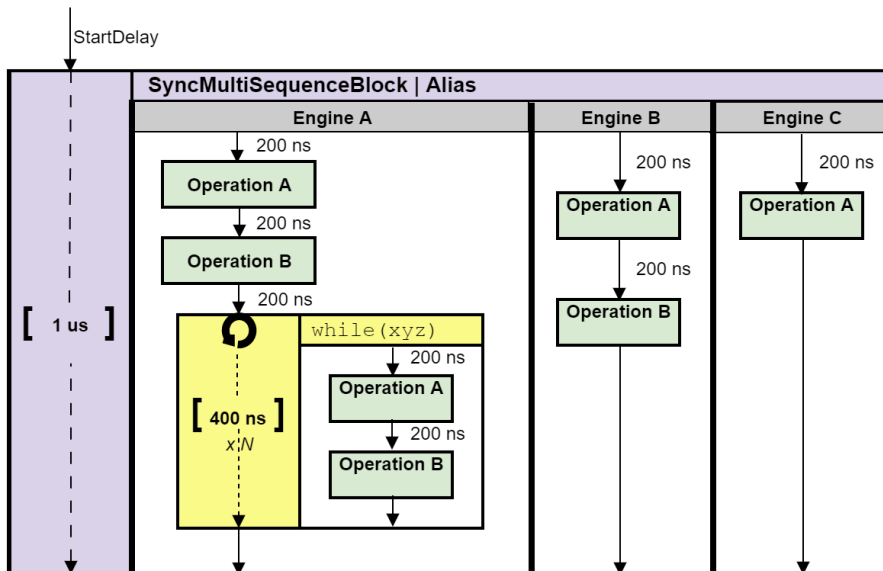 StartDelay
SyncMultiSequenceBlock | Alias
Engine A
Engine B
Engine C
200 ns
200 ns
200 ns
Operation A
Operation A
Operation A
200 ns
Operation B
200 ns
Operation B
200 ns
[ 1 us ]
while(xyz)
200 ns
Operation A
[ 400 ns ]
x N
200 ns
Operation B